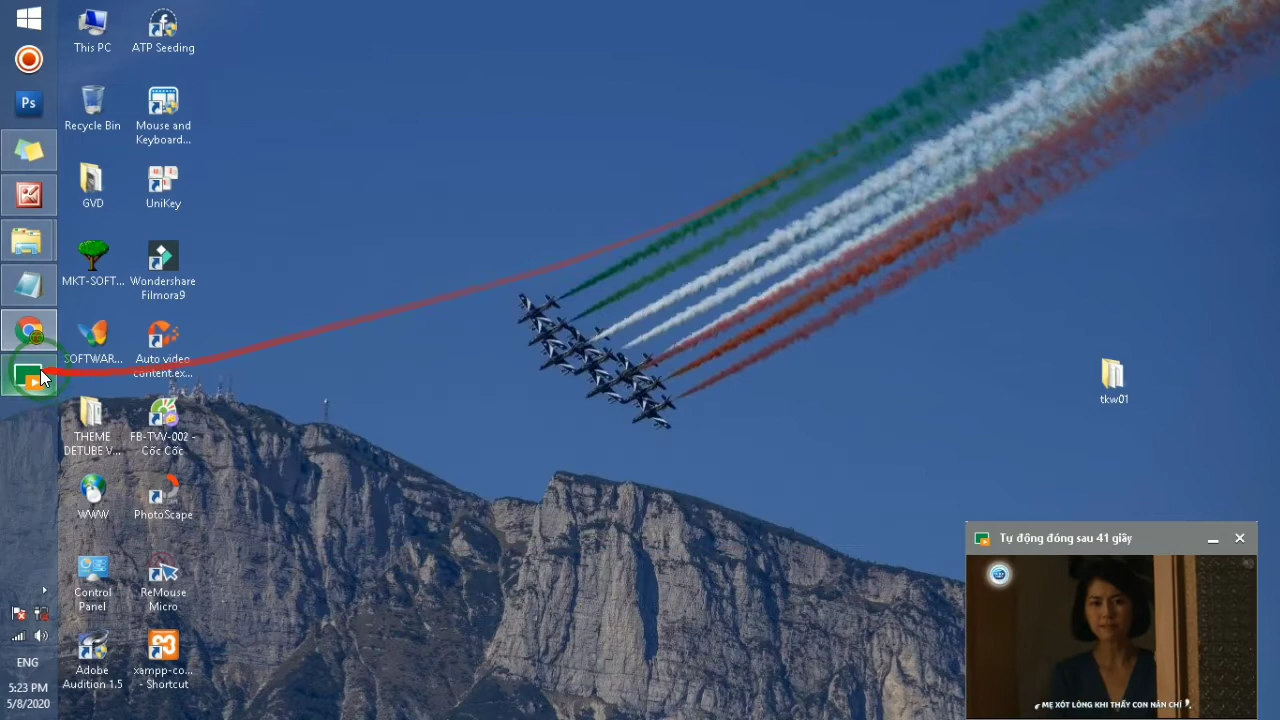 This PC
ATP Seeding
Ps
Recycle Bin
Mouse and
Keyboard...
GVD
UniKey
MKT-SOFT...
Wondershare
Filmora9
SOFTWAR...
Auto video
content.ex...
THEME
DETUBE V...
FB-TVV-002 -
Cốc Cốc
WWW
PhotoScape
Control
Panel
ReMouse
Micro
Adobe
Audition 1.5
xampp-co...
- Shortcut
ENG
5:23 PM
5/8/2020
tkw01
Tự động đóng sau 41 giây
MẸ XÓT LÒNG KHI THẤY CON NẢN CHÍ